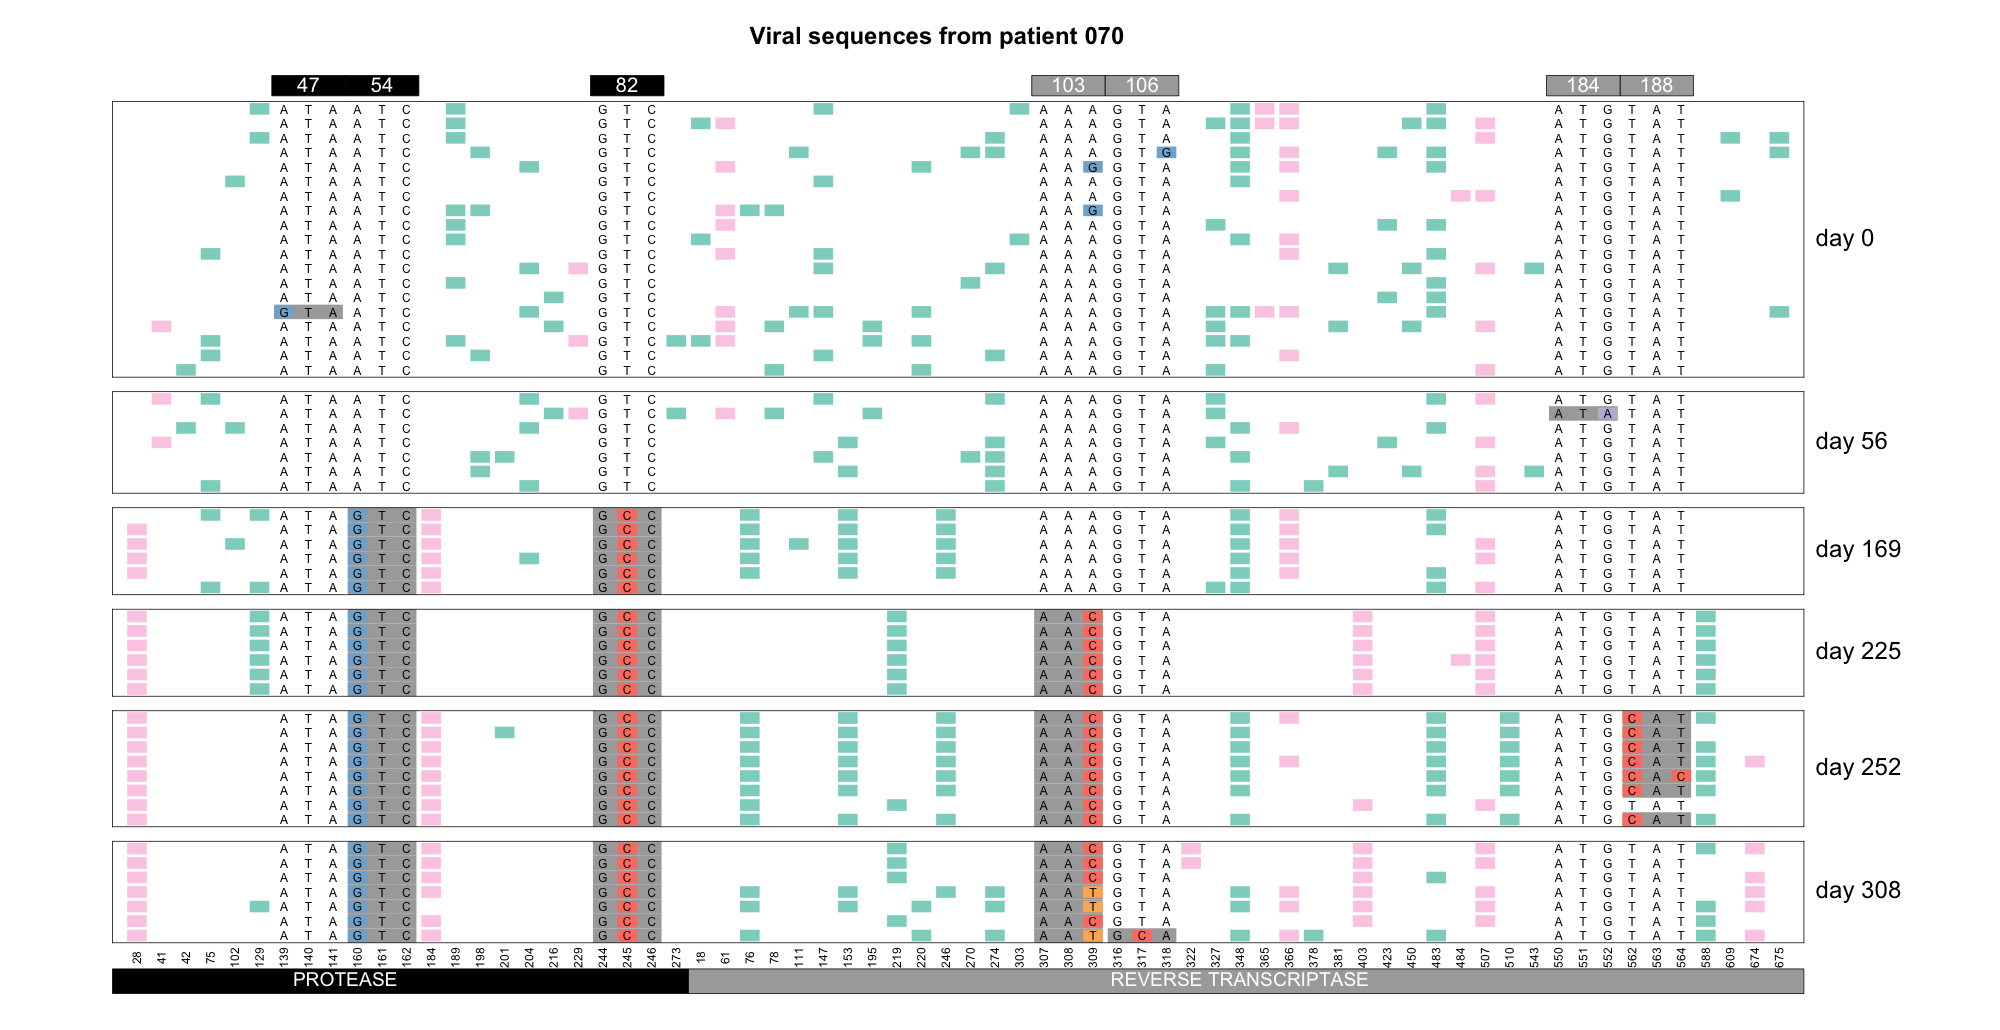 Viral sequences from patient 070
47 54 82 103 106 184 188
A T A A T C G T C A A A G T A A T G T A T
A T A A T C G T C A A A G T A A T G T A T
A T A A T C G T C A A A G T A A T G T A T
A T A A T C G T C A A A G T G A T G T A T
A T A A T C G T C A A G G T A A T G T A T
A T A A T C G T C A A A G T A A T G T A T
A T A A T C G T C A A A G T A A T G T A T
A T A A T C G T C A A G G T A A T G T A T
A T A A T C G T C A A A G T A A T G T A T
A T A A T C G T C A A A G T A A T G T A T day 0
A T A A T C G T C A A A G T A A T G T A T
A T A A T C G T C A A A G T A A T G T A T
A T A A T C G T C A A A G T A A T G T A T
A T A A T C G T C A A A G T A A T G T A T
G T A A T C G T C A A A G T A A T G T A T
A T A A T C G T C A A A G T A A T G T A T
A T A A T C G T C A A A G T A A T G T A T
A T A A T C G T C A A A G T A A T G T A T
A T A A T C G T C A A A G T A A T G T A T
A T A A T C G T C A A A G T A A T G T A T
A T A A T C G T C A A A G T A A T A T A T
A T A A T C G T C A A A G T A A T G T A T
A T A A T C G T C A A A G T A A T G T A T day 56
A T A A T C G T C A A A G T A A T G T A T
A T A A T C G T C A A A G T A A T G T A T
A T A A T C G T C A A A G T A A T G T A T
A T A G T C G C C A A A G T A A T G T A T
A T A G T C G C C A A A G T A A T G T A T
A T A G T C G C C A A A G T A A T G T A T day 169
A T A G T C G C C A A A G T A A T G T A T
A T A G T C G C C A A A G T A A T G T A T
A T A G T C G C C A A A G T A A T G T A T
A T A G T C G C C A A C G T A A T G T A T
A T A G T C G C C A A C G T A A T G T A T
A T A G T C G C C A A C G T A A T G T A T day 225
A T A G T C G C C A A C G T A A T G T A T
A T A G T C G C C A A C G T A A T G T A T
A T A G T C G C C A A C G T A A T G T A T
A T A G T C G C C A A C G T A A T G C A T
A T A G T C G C C A A C G T A A T G C A T
A T A G T C G C C A A C G T A A T G C A T
A T A G T C G C C A A C G T A A T G C A T day 252
A T A G T C G C C A A C G T A A T G C A C
A T A G T C G C C A A C G T A A T G C A T
A T A G T C G C C A A C G T A A T G T A T
A T A G T C G C C A A C G T A A T G C A T
A T A G T C G C C A A C G T A A T G T A T
A T A G T C G C C A A C G T A A T G T A T
A T A G T C G C C A A C G T A A T G T A T
A T A G T C G C C A A T G T A A T G T A T day 308
A T A G T C G C C A A T G T A A T G T A T
A T A G T C G C C A A C G T A A T G T A T
A T A G T C G C C A A T G C A A T G T A T
28 41 42 75 102 129 139 140 141 160 161 162 184 189 198 201 204 216 229 244 245 246 273 18 61 76 78 111 147 153 195 219 220 246 270 274 303 307 308 309 316 317 318 322 327 348 365 366 378 381 403 423 450 483 484 507 510 543 550 551 552 562 563 564 588 609 674 675
PROTEASE REVERSE TRANSCRIPTASE